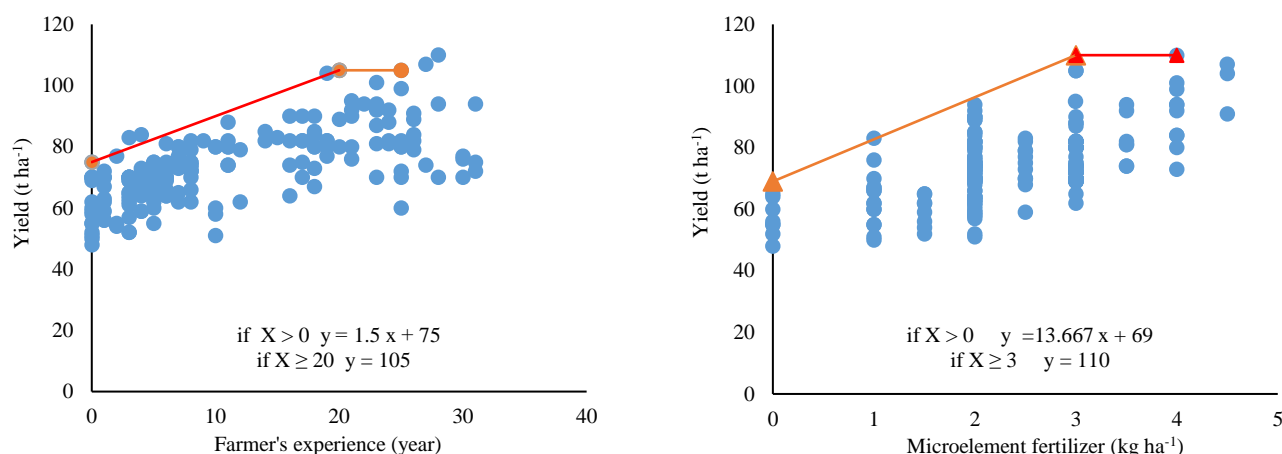 120
100
80
60
40
20
0
Yield (t ha⁻¹)
if X > 0 y = 1.5 x + 75
if X ≥ 20 y = 105
0 10 20 30 40
Farmer's experience (year)
120
100
80
60
40
20
0
Yield (t ha⁻¹)
if X > 0 y =13.667 x + 69
if X ≥ 3 y = 110
0 1 2 3 4 5
Microelement fertilizer (kg ha⁻¹)